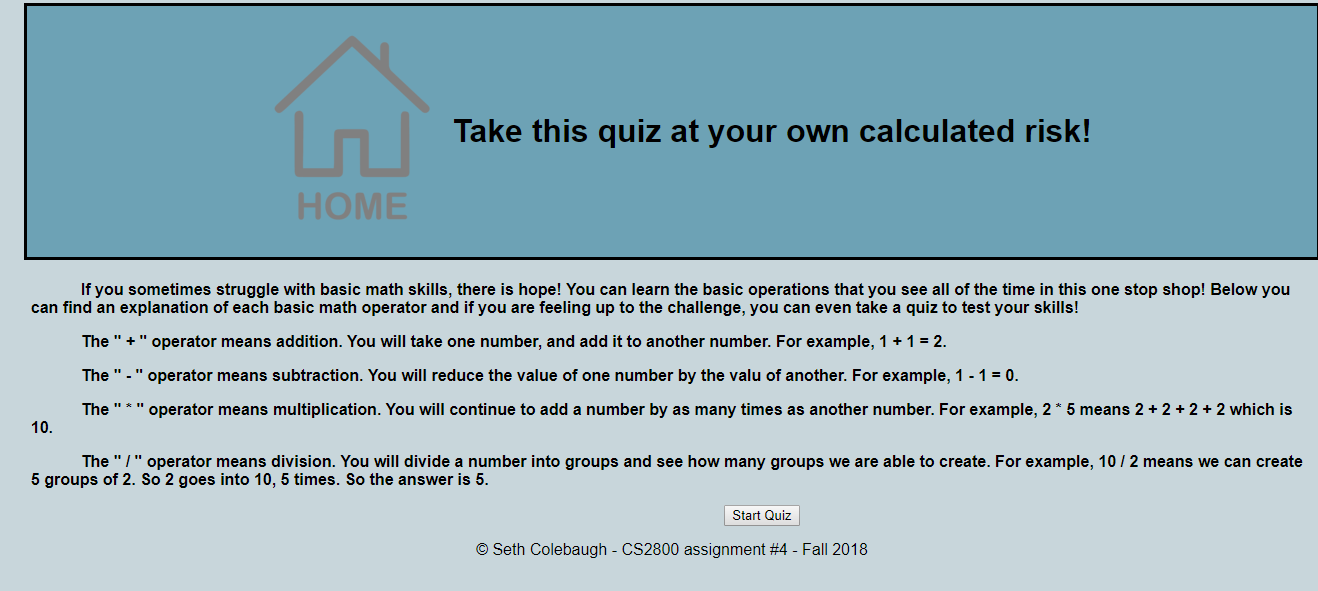 HOME
Take this quiz at your own calculated risk!
If you sometimes struggle with basic math skills, there is hope! You can learn the basic operations that you see all of the time in this one stop shop! Below you
can find an explanation of each basic math operator and if you are feeling up to the challenge, you can even take a quiz to test your skills!
The " + " operator means addition. You will take one number, and add it to another number. For example, 1 + 1 = 2.
The " - " operator means subtraction. You will reduce the value of one number by the valu of another. For example, 1 - 1 = 0.
The " * " operator means multiplication. You will continue to add a number by as many times as another number. For example, 2 * 5 means 2 + 2 + 2 + 2 which is
10.
The " / " operator means division. You will divide a number into groups and see how many groups we are able to create. For example, 10 / 2 means we can create
5 groups of 2. So 2 goes into 10, 5 times. So the answer is 5.
Start Quiz
© Seth Colebaugh - CS2800 assignment #4 - Fall 2018